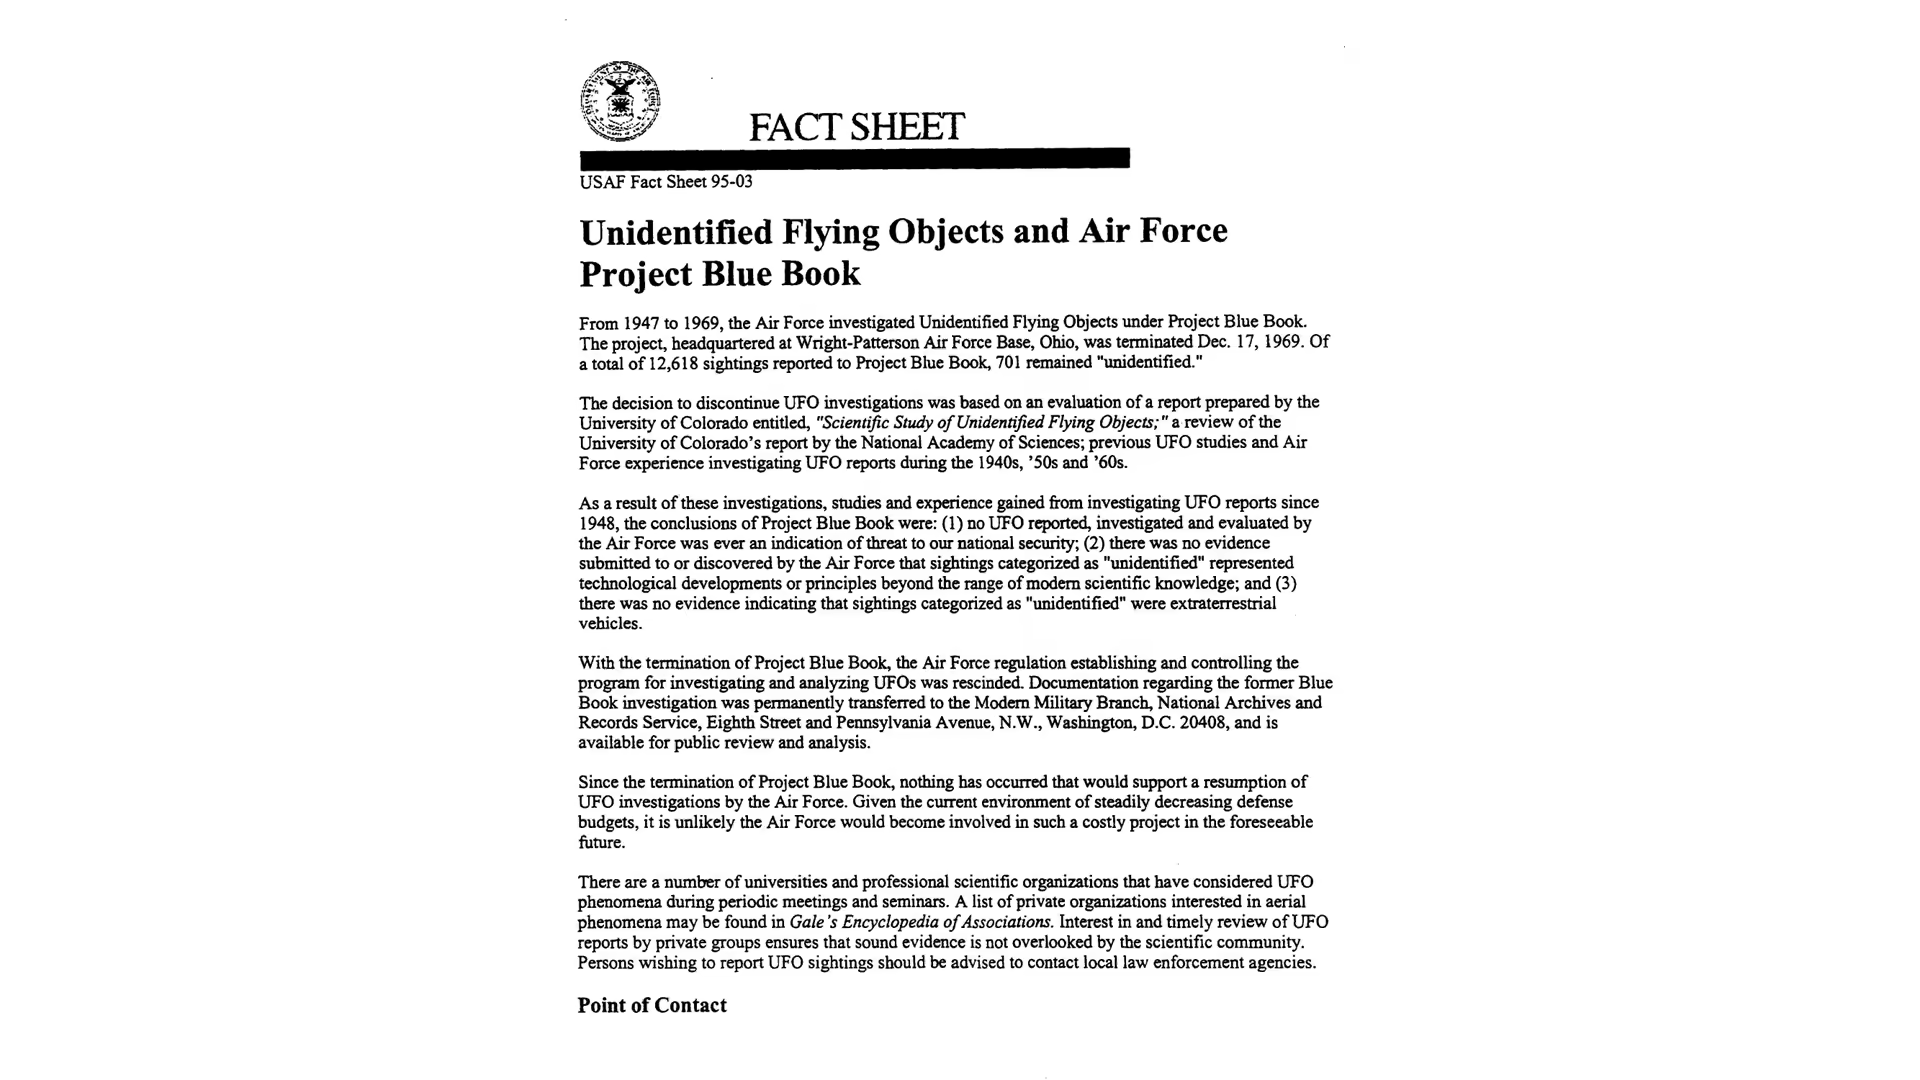 FACT SHEET
USAF Fact Sheet 95-03
Unidentified Flying Objects and Air Force
Project Blue Book
From 1947 to 1969, the Air Force investigated Unidentified Flying Objects under Project Blue Book.
The project, headquartered at Wright-Patterson Air Force Base, Ohio, was terminated Dec. 17, 1969. Of
a total of 12,618 sightings reported to Project Blue Book, 701 remained "unidentified."
The decision to discontinue UFO investigations was based on an evaluation of a report prepared by the
University of Colorado entitled, "Scientific Study of Unidentified Flying Objects;" a review of the
University of Colorado's report by the National Academy of Sciences; previous UFO studies and Air
Force experience investigating UFO reports during the 1940s, '50s and '60s.
As a result of these investigations, studies and experience gained from investigating UFO reports since
1948, the conclusions of Project Blue Book were: (1) no UFO reported, investigated and evaluated by
the Air Force was ever an indication of threat to our national security; (2) there was no evidence
submitted to or discovered by the Air Force that sightings categorized as "unidentified" represented
technological developments or principles beyond the range of modern scientific knowledge; and (3)
there was no evidence indicating that sightings categorized as "unidentified" were extraterrestrial
vehicles.
With the termination of Project Blue Book, the Air Force regulation establishing and controlling the
program for investigating and analyzing UFOs was rescinded. Documentation regarding the former Blue
Book investigation was permanently transferred to the Modern Military Branch, National Archives and
Records Service, Eighth Street and Pennsylvania Avenue, N.W., Washington, D.C. 20408, and is
available for public review and analysis.
Since the termination of Project Blue Book, nothing has occurred that would support a resumption of
UFO investigations by the Air Force. Given the current environment of steadily decreasing defense
budgets, it is unlikely the Air Force would become involved in such a costly project in the foreseeable
future.
There are a number of universities and professional scientific organizations that have considered UFO
phenomena during periodic meetings and seminars. A list of private organizations interested in aerial
phenomena may be found in Gale's Encyclopedia of Associations. Interest in and timely review of UFO
reports by private groups ensures that sound evidence is not overlooked by the scientific community.
Persons wishing to report UFO sightings should be advised to contact local law enforcement agencies.
Point of Contact